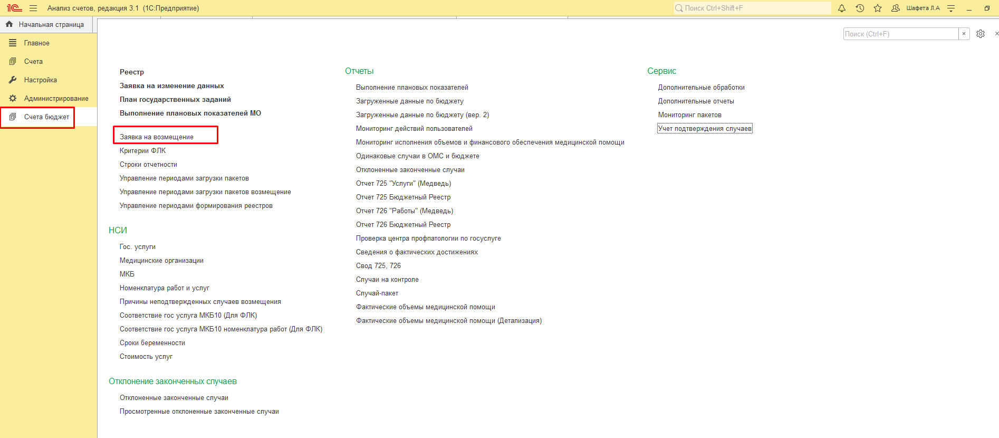 Анализ счетов, редакция 3.1 (1С:Предприятие)
Поиск Ctrl+Shift+F
Шафета Л.А
Начальная страница
Главное
Счета
Настройка
Администрирование
Счета бюджет
Поиск (Ctrl+F)
Реестр
Заявка на изменение данных
План государственных заданий
Выполнение плановых показателей МО
Заявка на возмещение
Критерии ФЛК
Строки отчетности
Управление периодами загрузки пакетов
Управление периодами загрузки пакетов возмещение
Управление периодами формирования реестров
НСИ
Гос. услуги
Медицинские организации
МКБ
Номенклатура работ и услуг
Причины неподтвержденных случаев возмещения
Соответствие гос услуга МКБ10 (Для ФЛК)
Соответствие гос услуга МКБ10 номенклатура работ (Для ФЛК)
Сроки беременности
Стоимость услуг
Отклонение законченных случаев
Отклоненные законченные случаи
Просмотренные отклоненные законченные случаи
Отчеты
Выполнение плановых показателей
Загруженные данные по бюджету
Загруженные данные по бюджету (вер. 2)
Мониторинг действий пользователей
Мониторинг исполнения объемов и финансового обеспечения медицинской помощи
Одинаковые случаи в ОМС и бюджете
Отклоненные законченные случаи
Отчет 725 "Услуги" (Медведь)
Отчет 725 Бюджетный Реестр
Отчет 726 "Работы" (Медведь)
Отчет 726 Бюджетный Реестр
Проверка центра профпатологии по госуслуге
Сведения о фактических достижениях
Свод 725, 726
Случаи на контроле
Случай-пакет
Фактические объемы медицинской помощи
Фактические объемы медицинской помощи (Детализация)
Сервис
Дополнительные обработки
Дополнительные отчеты
Мониторинг пакетов
Учет подтверждения случаев